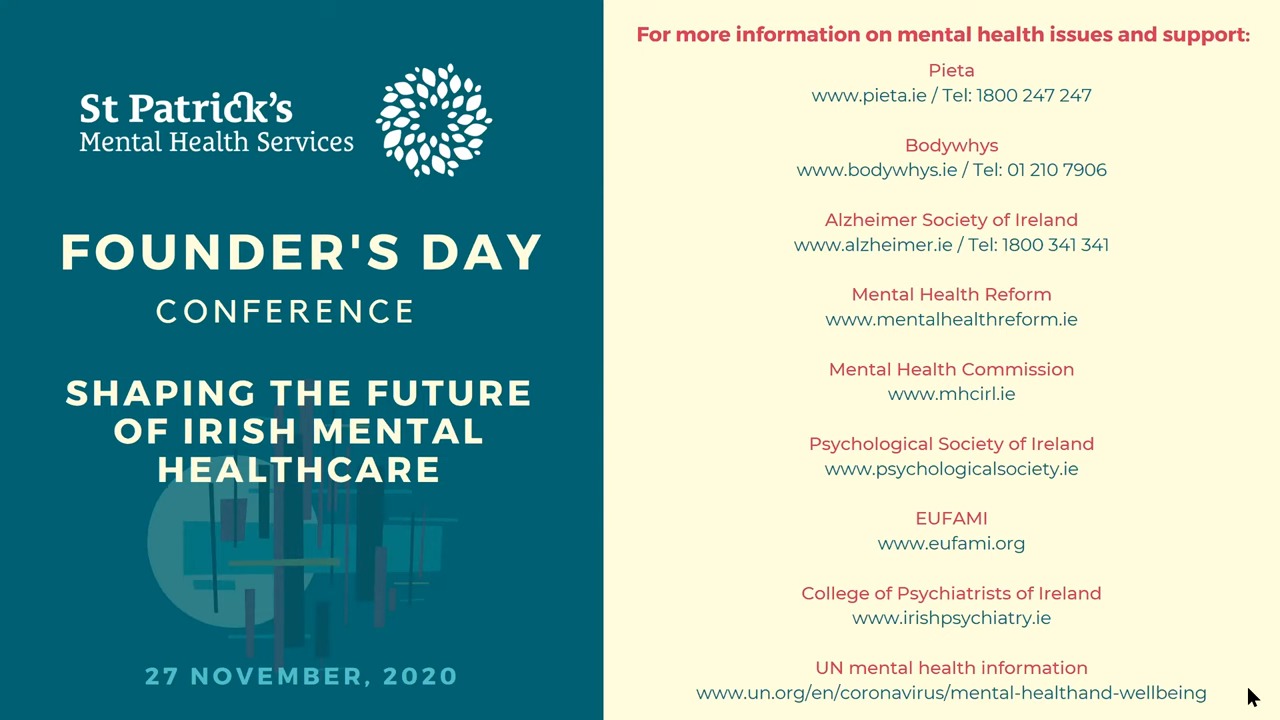 St Patrick's
Mental Health Services
FOUNDER'S DAY
CONFERENCE
SHAPING THE FUTURE
OF IRISH MENTAL
HEALTHCARE
27 NOVEMBER, 2020
For more information on mental health issues and support:
Pieta
www.pieta.ie / Tel: 1800 247 247
Bodywhys
www.bodywhys.ie / Tel: 01 210 7906
Alzheimer Society of Ireland
www.alzheimer.ie / Tel: 1800 341 341
Mental Health Reform
www.mentalhealthreform.ie
Mental Health Commission
www.mhcirl.ie
Psychological Society of Ireland
www.psychologicalsociety.ie
EUFAMI
www.eufami.org
College of Psychiatrists of Ireland
www.irishpsychiatry.ie
UN mental health information
www.un.org/en/coronavirus/mental-healthand-wellbeing